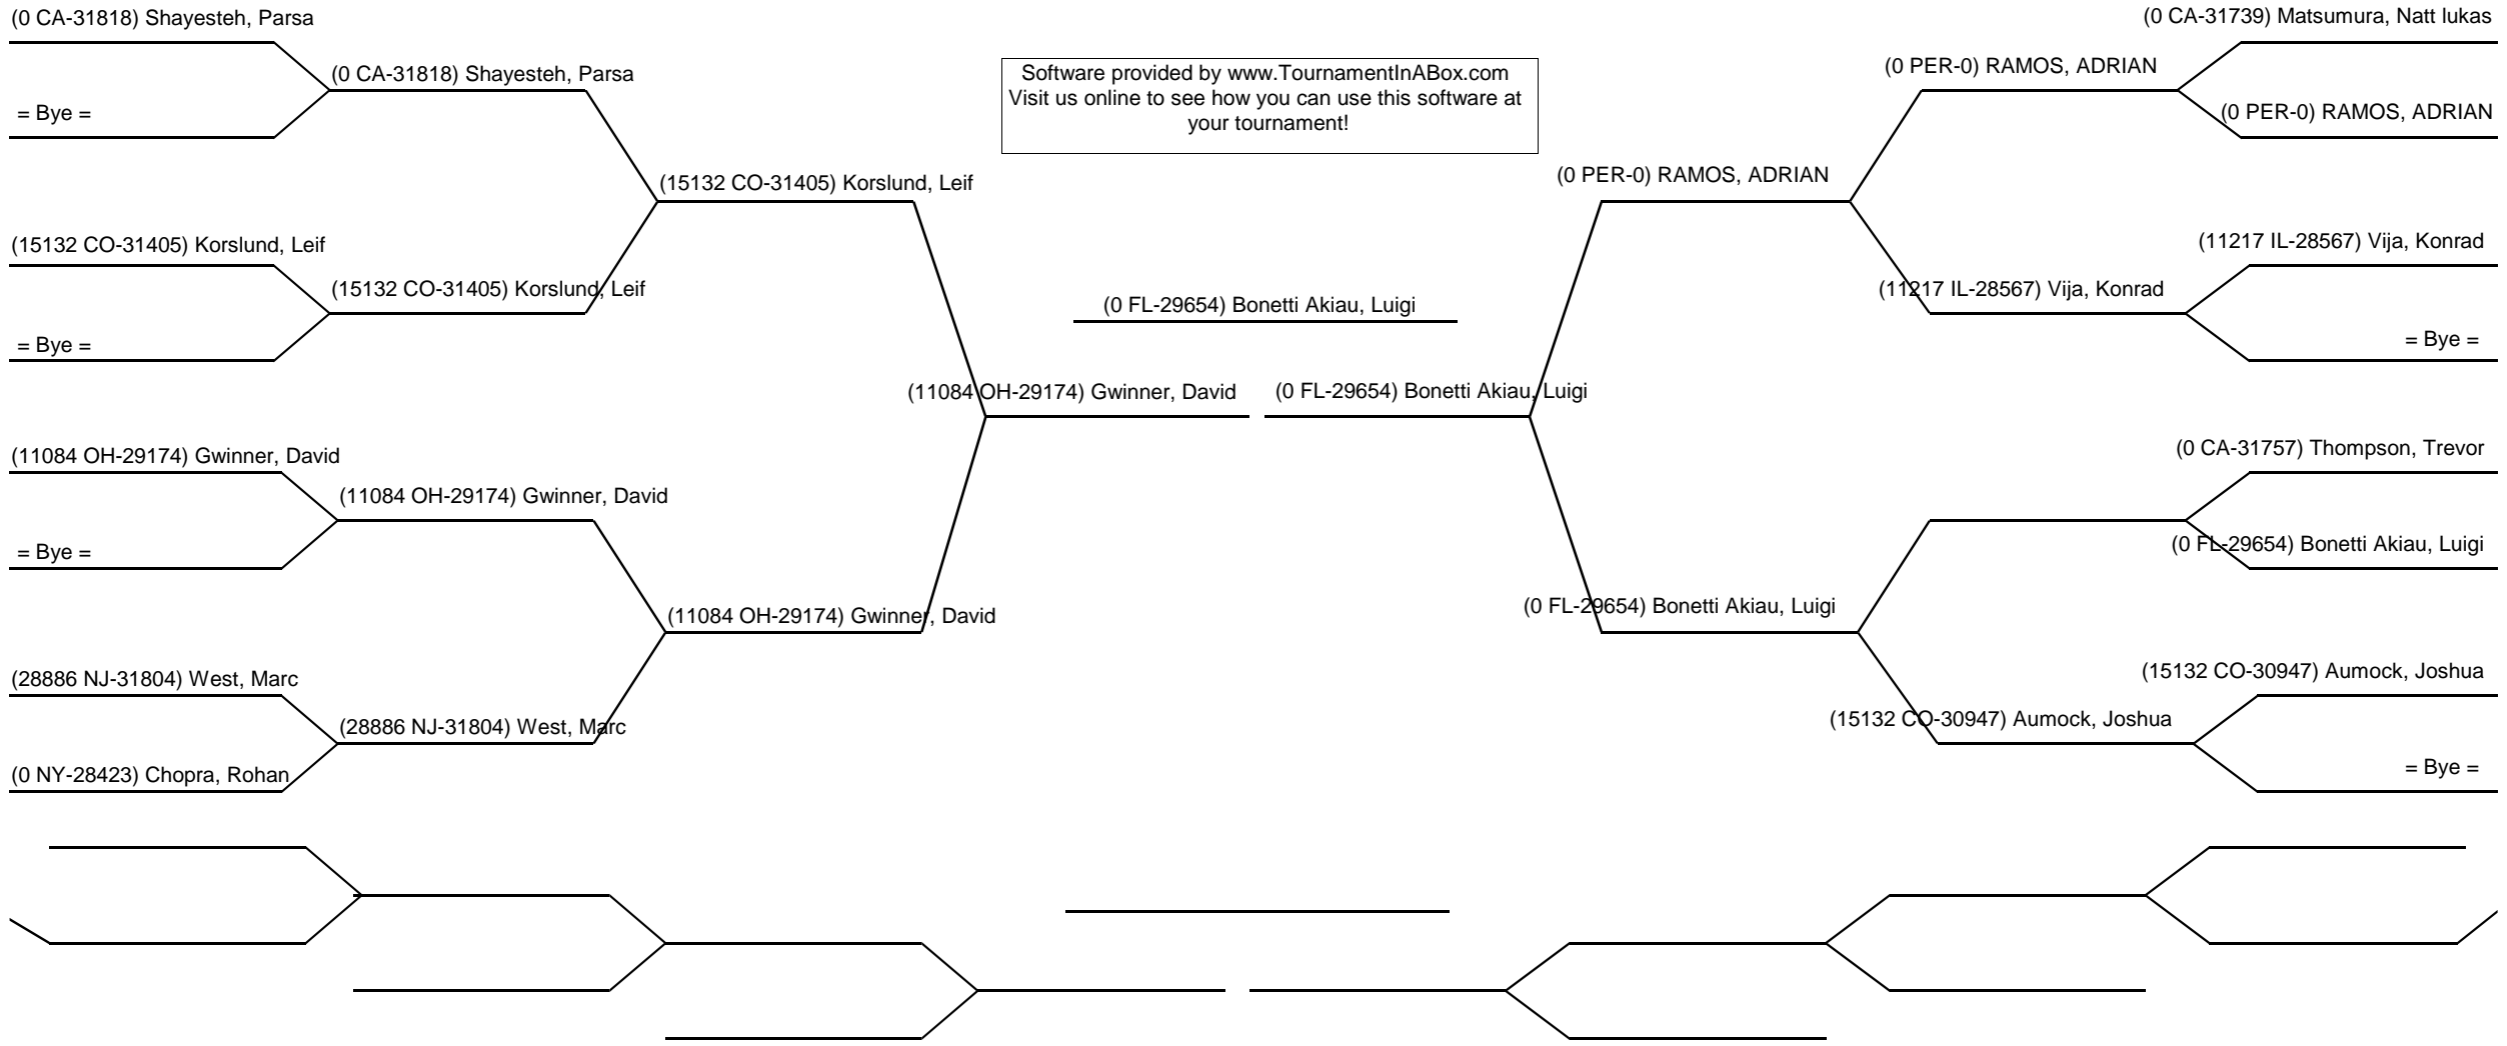 (0 CA-31818) Shayesteh, Parsa
= Bye =
(15132 CO-31405) Korslund, Leif
= Bye =
(11084 OH-29174) Gwinner, David
= Bye =
(28886 NJ-31804) West, Marc
(0 NY-28423) Chopra, Rohan
(0 CA-31818) Shayesteh, Parsa
(15132 CO-31405) Korslund, Leif
(11084 OH-29174) Gwinner, David
(28886 NJ-31804) West, Marc
(15132 CO-31405) Korslund, Leif
(11084 OH-29174) Gwinner, David
(11084 OH-29174) Gwinner, David
Software provided by www.TournamentInABox.com
Visit us online to see how you can use this software at
your tournament!
(0 FL-29654) Bonetti Akiau, Luigi
(0 FL-29654) Bonetti Akiau, Luigi
(0 PER-0) RAMOS, ADRIAN
(0 FL-29654) Bonetti Akiau, Luigi
(0 PER-0) RAMOS, ADRIAN
(11217 IL-28567) Vija, Konrad
(15132 CO-30947) Aumock, Joshua
(0 CA-31739) Matsumura, Natt lukas
(0 PER-0) RAMOS, ADRIAN
(11217 IL-28567) Vija, Konrad
= Bye =
(0 CA-31757) Thompson, Trevor
(0 FL-29654) Bonetti Akiau, Luigi
(15132 CO-30947) Aumock, Joshua
= Bye =